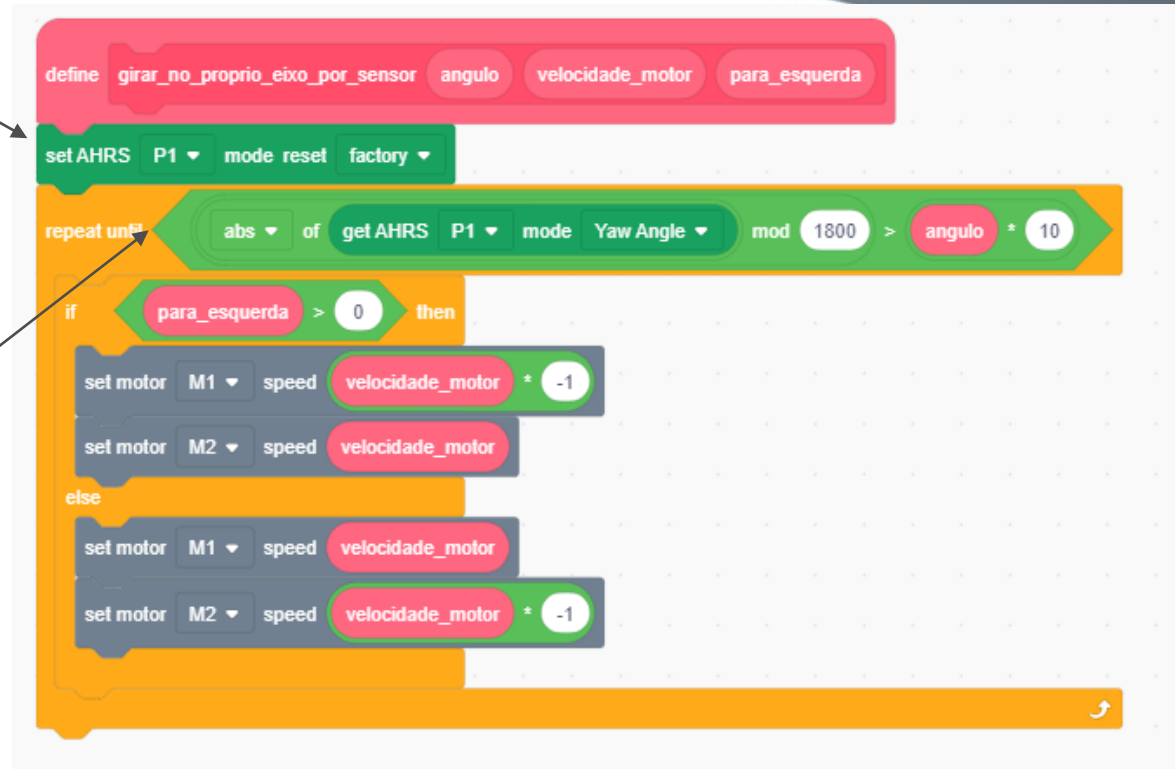 define girar_no_proprio_eixo_por_sensor angulo velocidade_motor para_esquerda
set AHRS P1 mode reset factory
repeat until abs of get AHRS P1 mode Yaw Angle mod 1800 > angulo * 10
if para_esquerda > 0 then
set motor M1 speed velocidade_motor * -1
set motor M2 speed velocidade_motor
else
set motor M1 speed velocidade_motor
set motor M2 speed velocidade_motor * -1